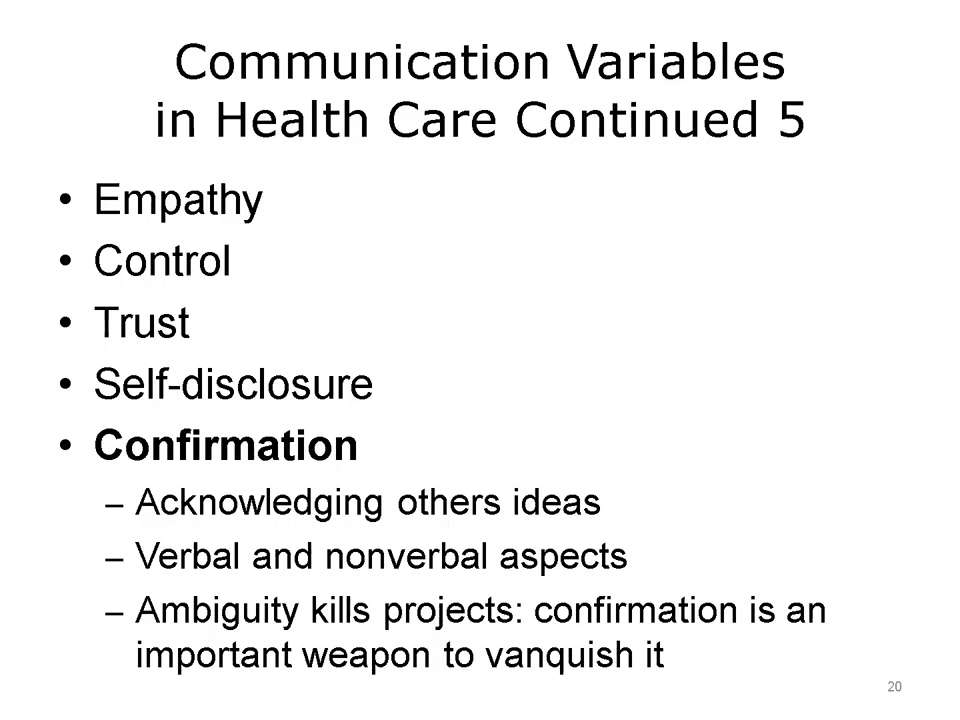 Communication Variables
in Health Care Continued 5
• Empathy
• Control
• Trust
• Self-disclosure
• Confirmation
– Acknowledging others ideas
– Verbal and nonverbal aspects
– Ambiguity kills projects: confirmation is an
important weapon to vanquish it
20